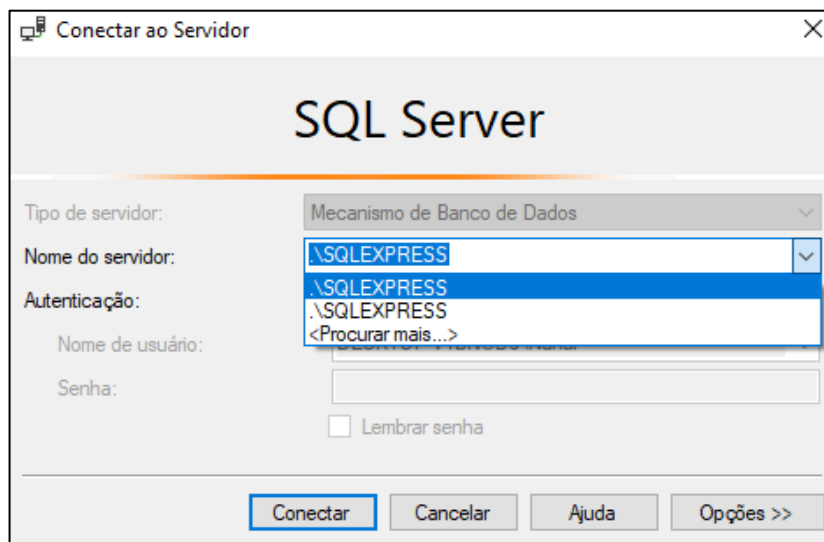 Conectar ao Servidor
SQL Server
Tipo de servidor: Mecanismo de Banco de Dados
Nome do servidor: .\SQLEXPRESS
.\SQLEXPRESS
Autenticação: .\SQLEXPRESS
<Procurar mais...>
Nome de usuário:
Senha:
Lembrar senha
Conectar Cancelar Ajuda Opções >>